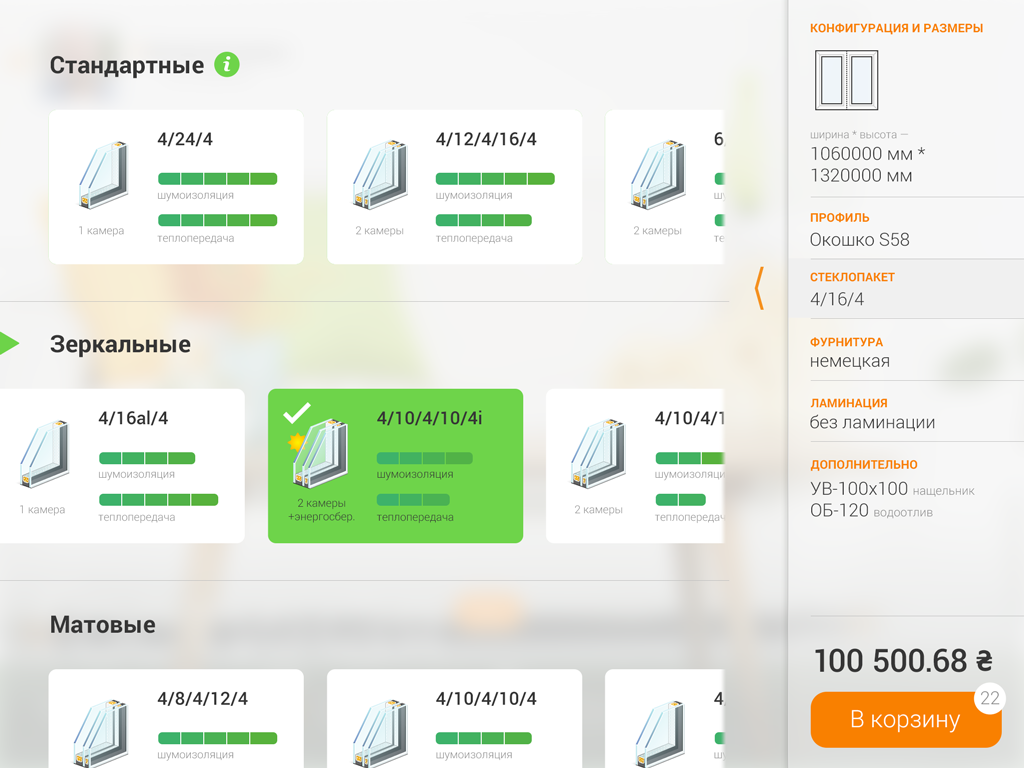 Стандартные i
4/24/4
шумоизоляция
1 камера
теплопередача
4/12/4/16/4
шумоизоляция
2 камеры
теплопередача
6
шу
2 камеры
те
Зеркальные
4/16al/4
шумоизоляция
1 камера
теплопередача
4/10/4/10/4i
шумоизоляция
2 камеры
+энергосбер.
теплопередача
4/10/4/1
шумоизоляци
2 камеры
теплопередач
Матовые
4/8/4/12/4
шумоизоляция
4/10/4/10/4
шумоизоляция
4
шу
КОНФИГУРАЦИЯ И РАЗМЕРЫ
ширина * высота —
1060000 мм *
1320000 мм
ПРОФИЛЬ
Окошко S58
СТЕКЛОПАКЕТ
4/16/4
ФУРНИТУРА
немецкая
ЛАМИНАЦИЯ
без ламинации
ДОПОЛНИТЕЛЬНО
УВ-100x100 нащельник
ОБ-120 водоотлив
100 500.68 ₴
22
В корзину